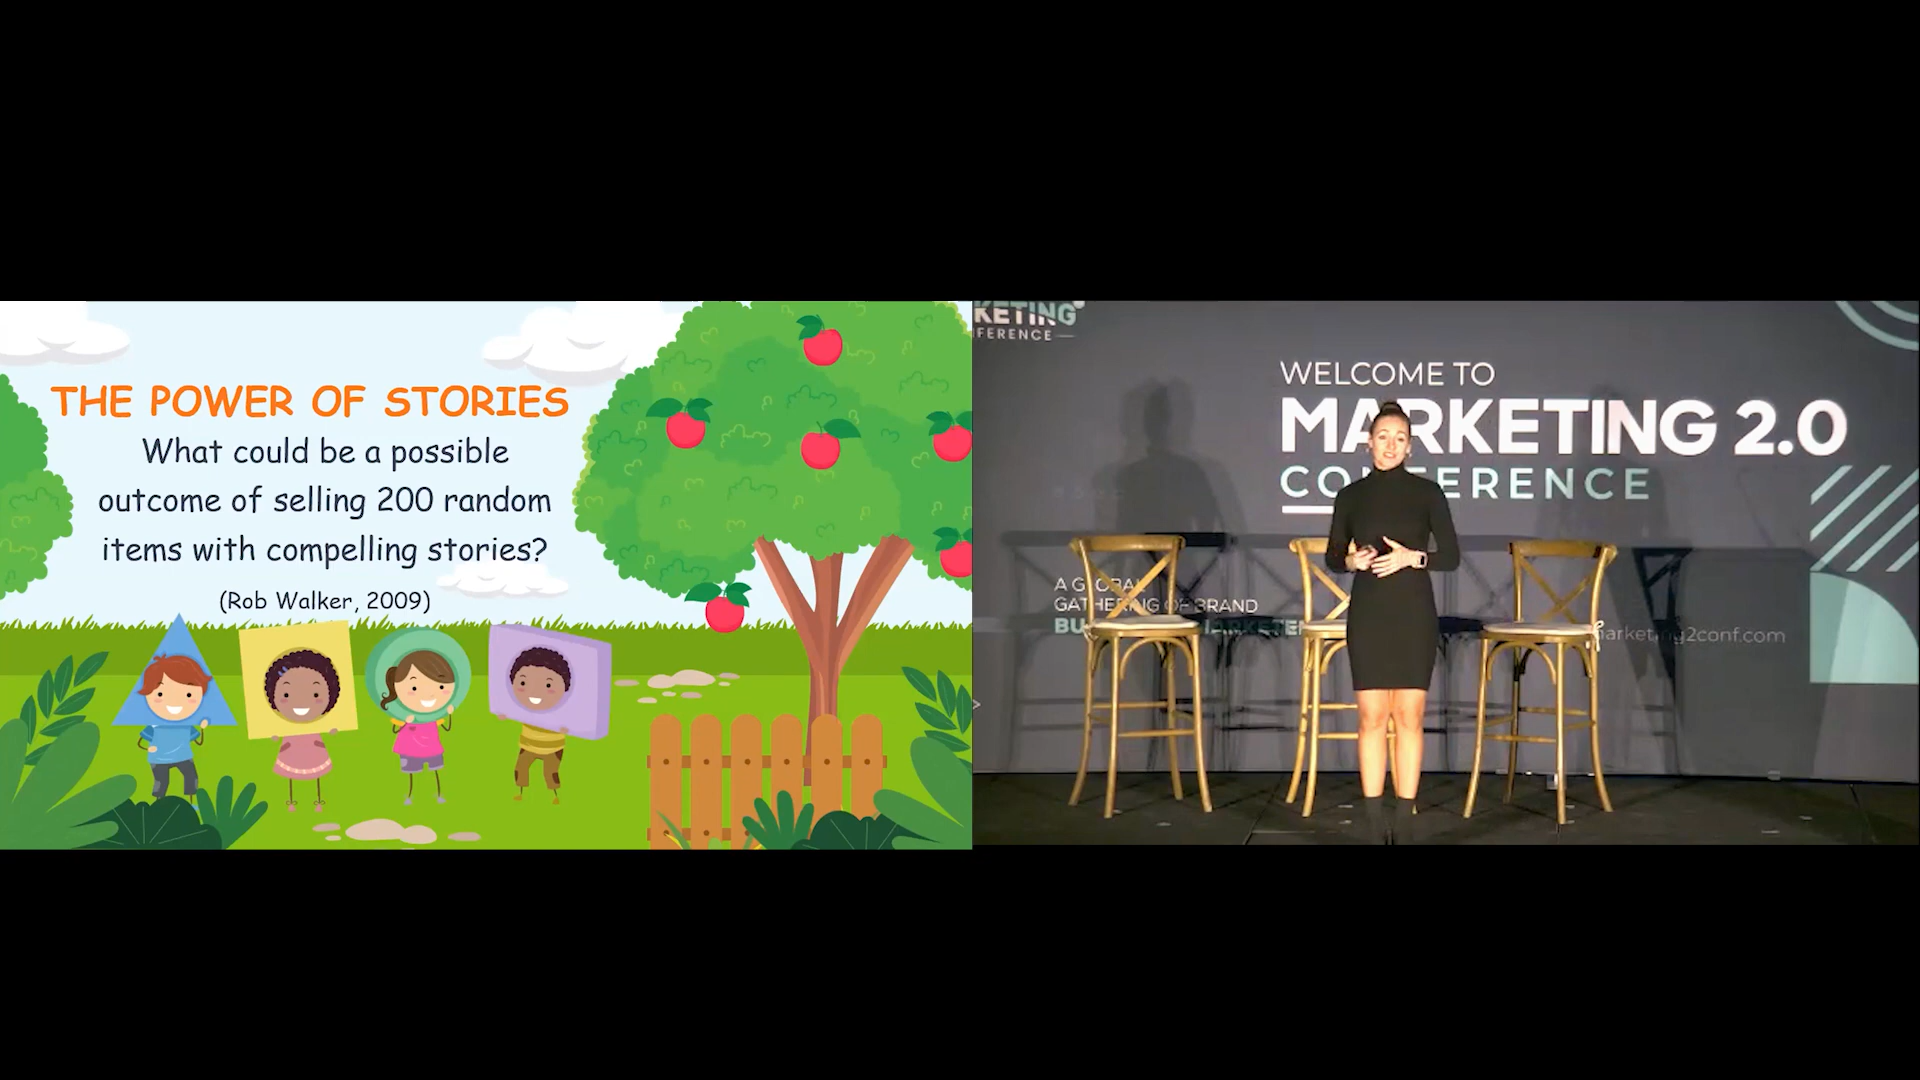 THE POWER OF STORIES
What could be a possible
outcome of selling 200 random
items with compelling stories?
(Rob Walker, 2009)
KETING
FERENCE
WELCOME TO
MARKETING 2.0
CONFERENCE
A GLOBAL
GATHERING OF BRAND
marketing2conf.com